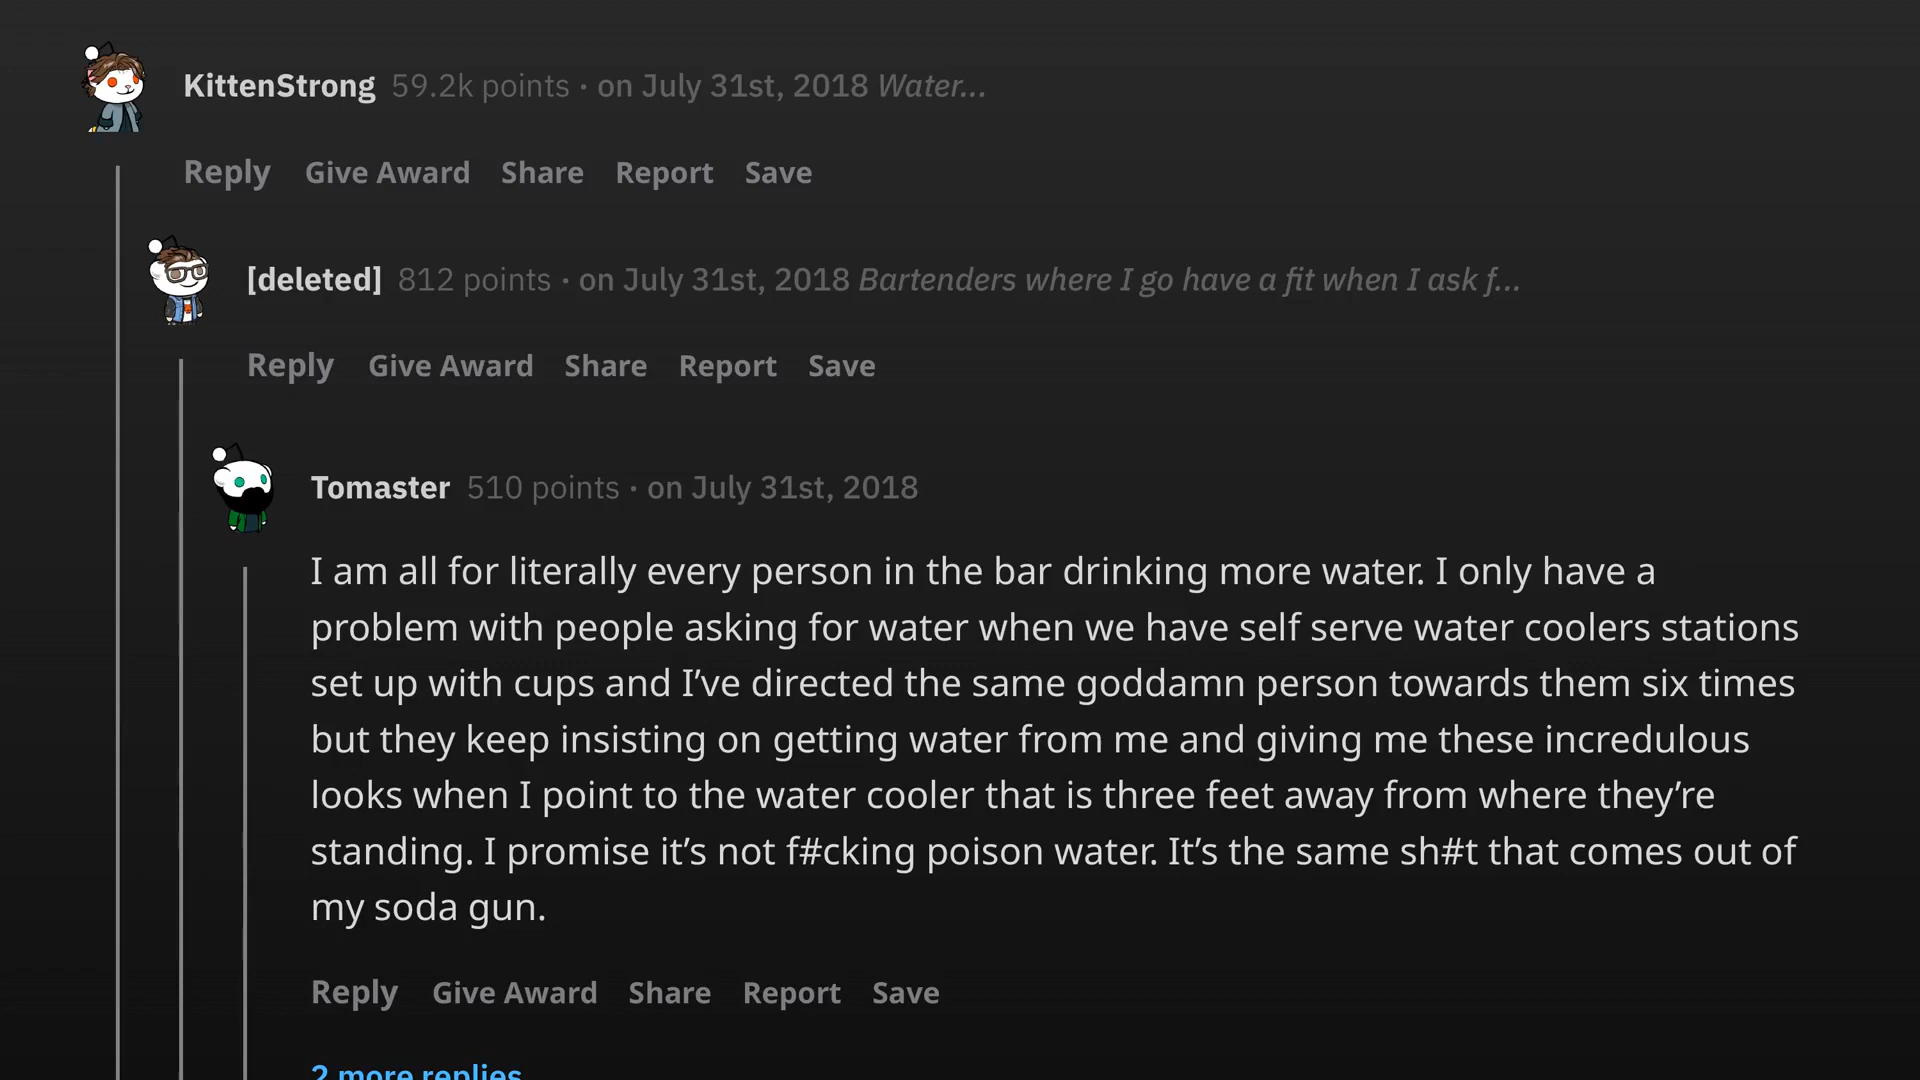 KittenStrong 59.2k points · on July 31st, 2018 Water...
Reply Give Award Share Report Save
[deleted] 812 points · on July 31st, 2018 Bartenders where I go have a fit when I ask f...
Reply Give Award Share Report Save
Tomaster 510 points · on July 31st, 2018
I am all for literally every person in the bar drinking more water. I only have a
problem with people asking for water when we have self serve water coolers stations
set up with cups and I’ve directed the same goddamn person towards them six times
but they keep insisting on getting water from me and giving me these incredulous
looks when I point to the water cooler that is three feet away from where they’re
standing. I promise it’s not f#cking poison water. It’s the same sh#t that comes out of
my soda gun.
Reply Give Award Share Report Save
2 more replies